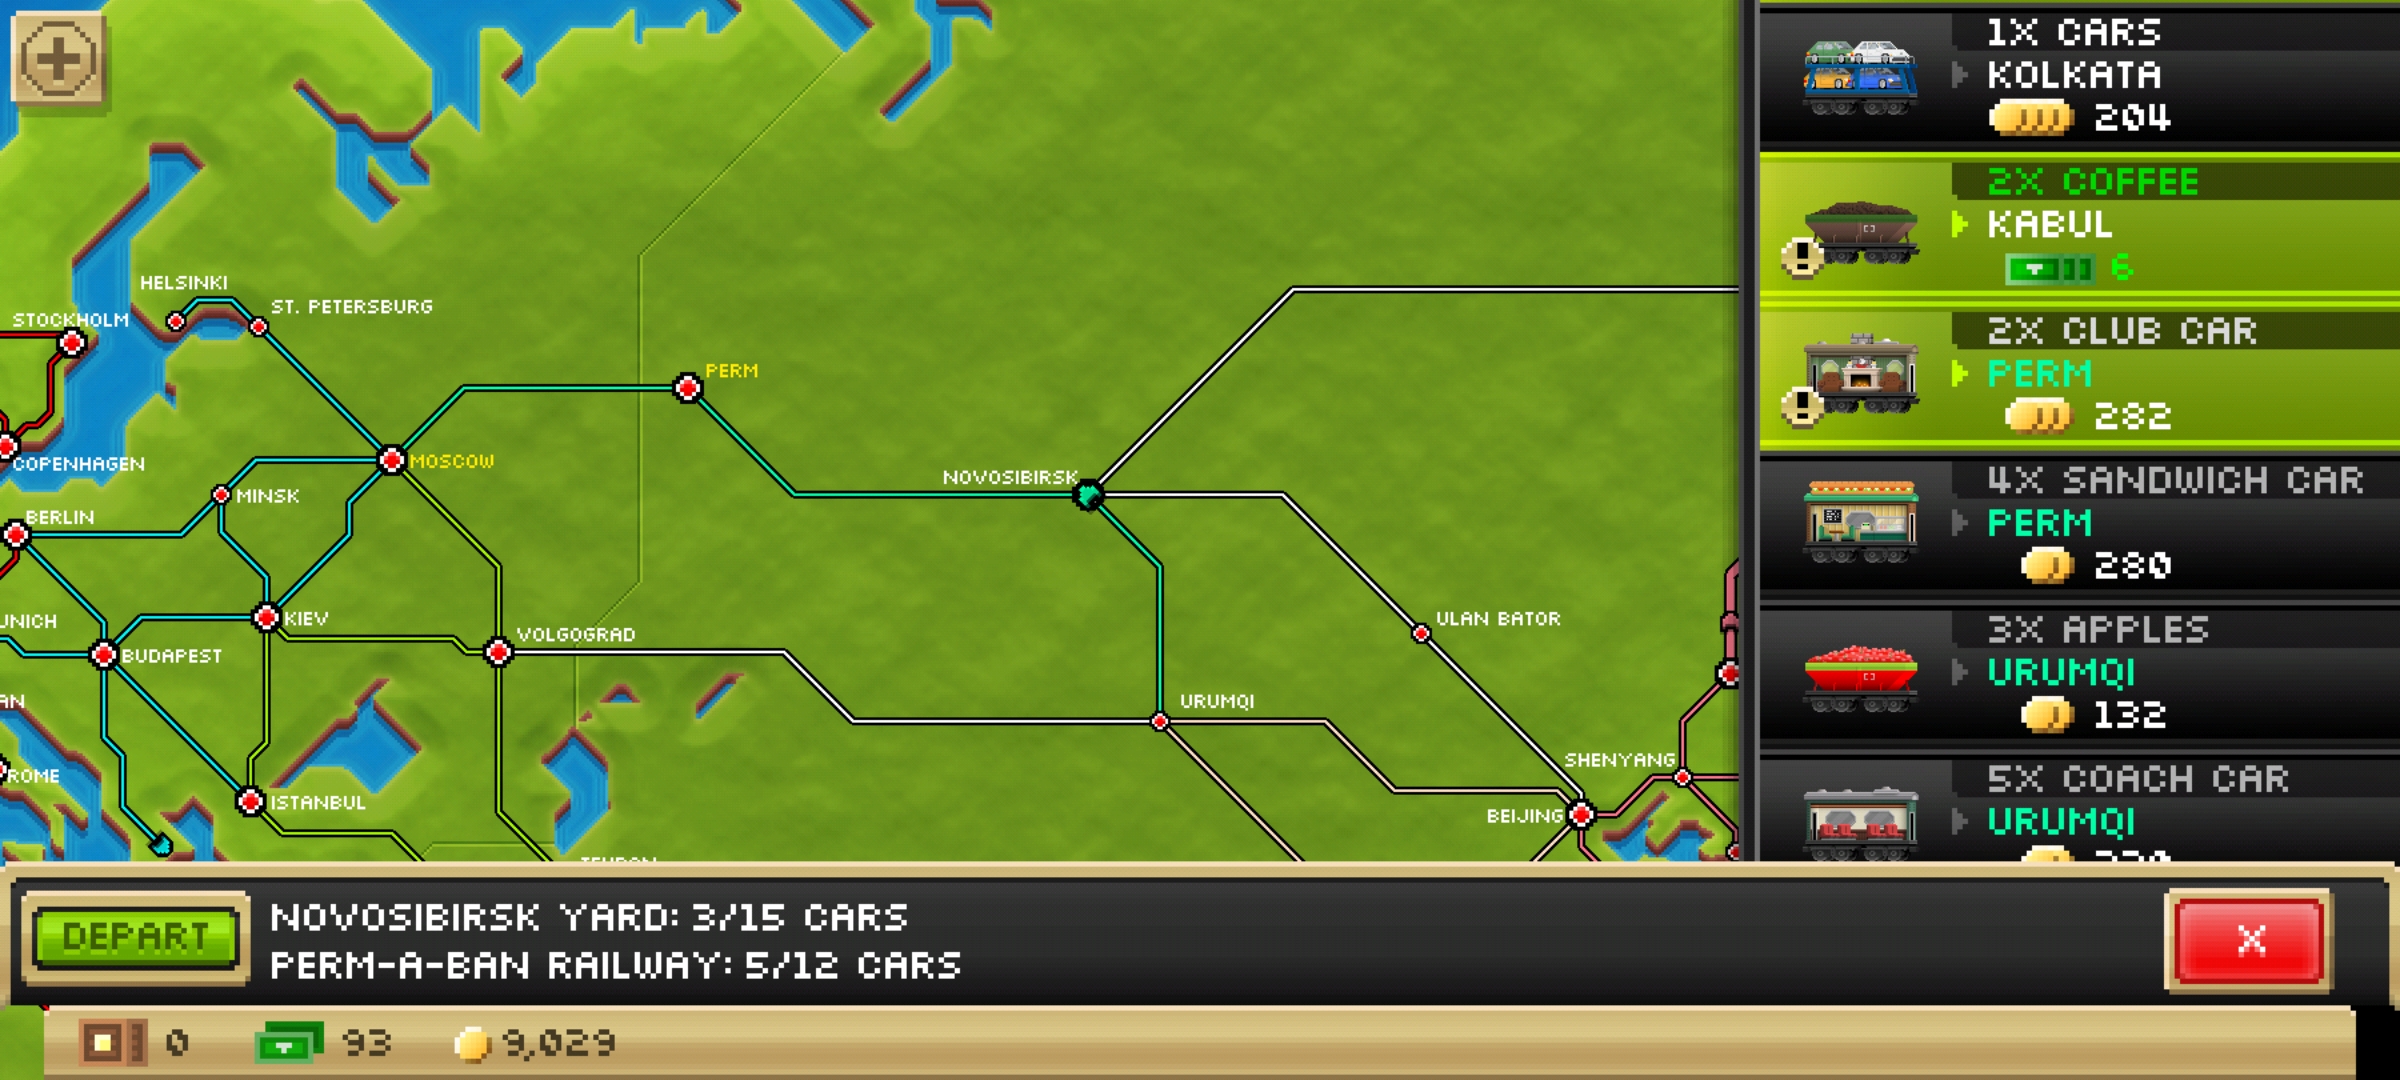 HELSINKI
ST. PETERSBURG
STOCKHOLM
PERM
COPENHAGEN
MOSCOW
NOVOSIBIRSK
MINSK
BERLIN
UNICH
KIEV
VOLGOGRAD
ULAN BATOR
BUDAPEST
AN
URUMQI
ROME
ISTANBUL
SHENYANG
BEIJING
TEHRAN
1X CARS
KOLKATA
204
2X COFFEE
KABUL
6
2X CLUB CAR
PERM
282
4X SANDWICH CAR
PERM
280
3X APPLES
URUMQI
132
5X COACH CAR
URUMQI
DEPART
NOVOSIBIRSK YARD: 3/15 CARS
PERM-A-BAN RAILWAY: 5/12 CARS
X
0
93
9,029